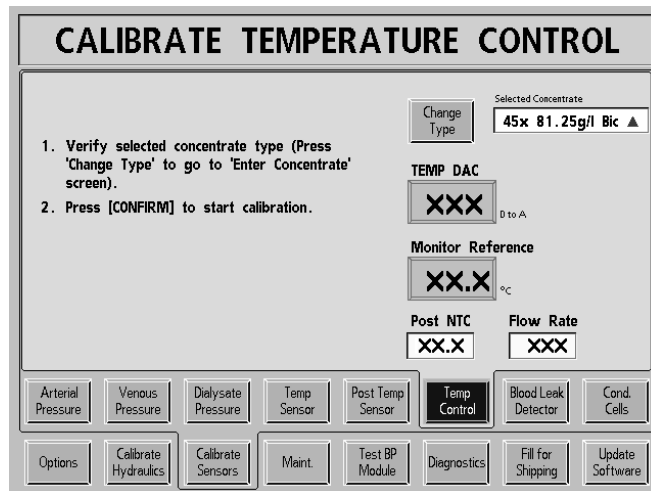 CALIBRATE TEMPERATURE CONTROL
Change
Type
Selected Concentrate
45x 81.25g/l Bic ▲
1. Verify selected concentrate type (Press
'Change Type' to go to 'Enter Concentrate'
screen).
2. Press [CONFIRM] to start calibration.
TEMP DAC
XXX D to A
Monitor Reference
XX.X °C
Post NTC Flow Rate
XX.X XXX
Arterial
Pressure
Venous
Pressure
Dialysate
Pressure
Temp
Sensor
Post Temp
Sensor
Temp
Control
Blood Leak
Detector
Cond.
Cells
Options
Calibrate
Hydraulics
Calibrate
Sensors
Maint.
Test BP
Module
Diagnostics
Fill for
Shipping
Update
Software